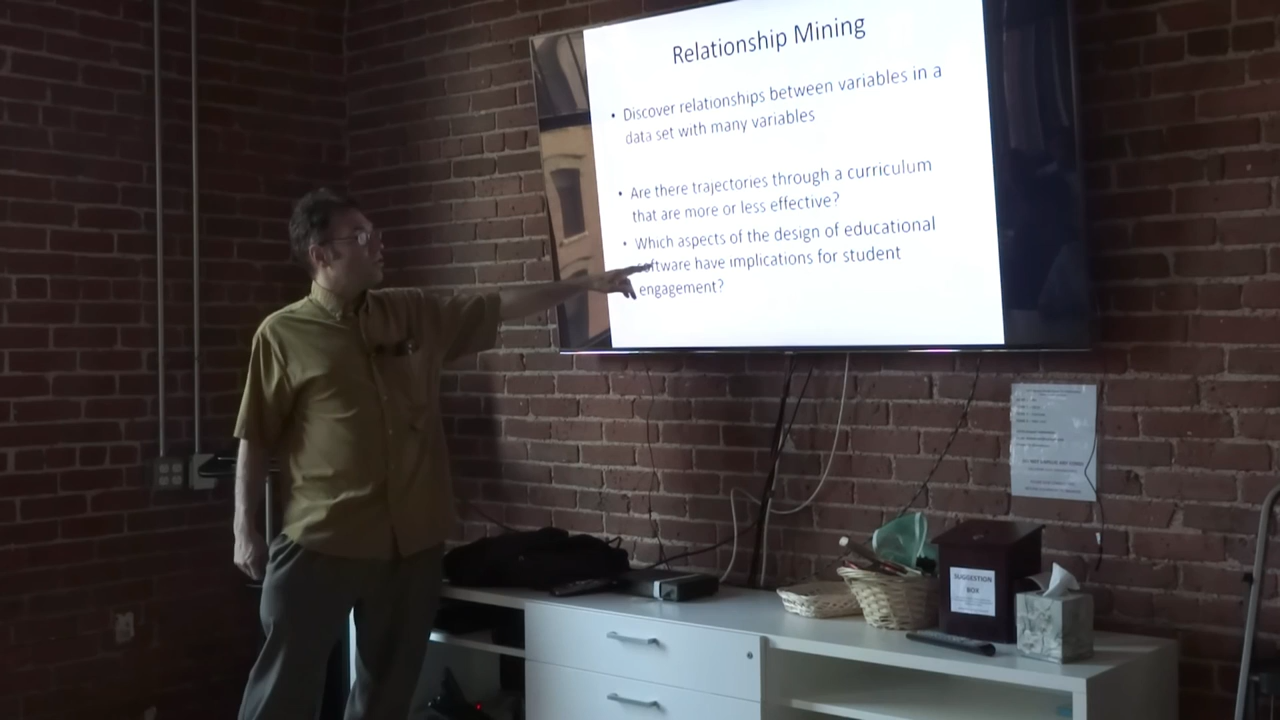 Relationship Mining
• Discover relationships between variables in a
data set with many variables
• Are there trajectories through a curriculum
that are more or less effective?
• Which aspects of the design of educational
software have implications for student
engagement?
SUGGESTION
BOX